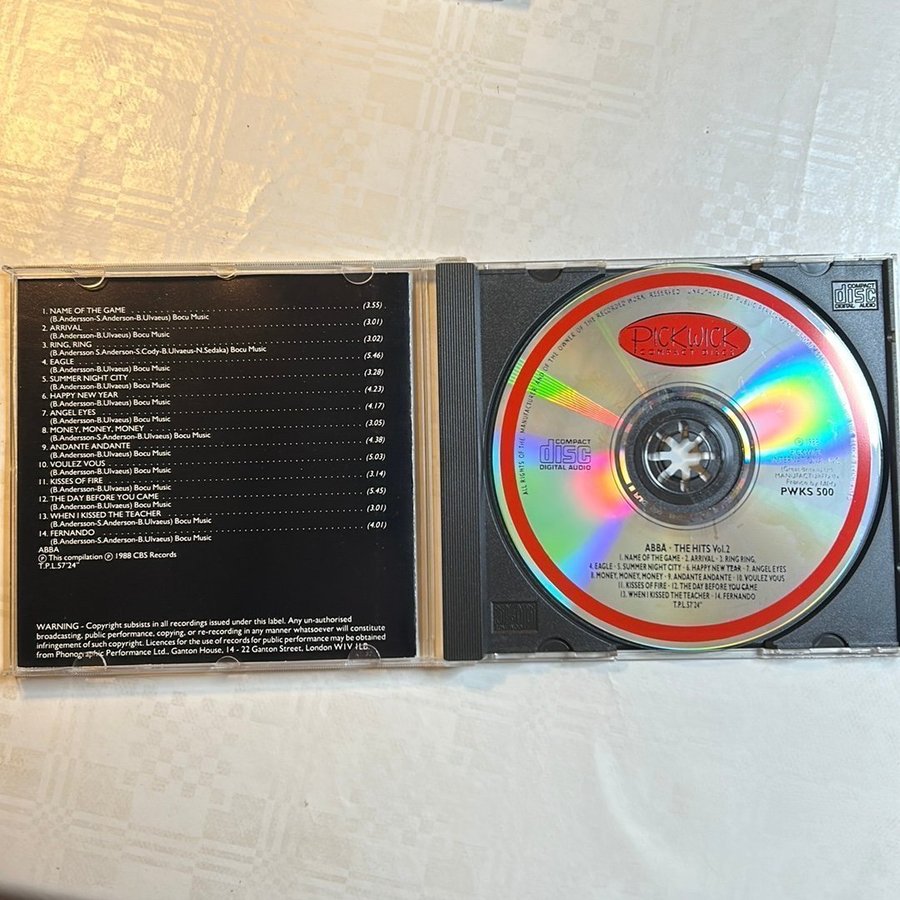 1. NAME OF THE GAME . . . . . . . . . . . . . . . . . . . . . . . . . . . . (3.55)
(B.Andersson-S.Anderson-B.Ulvaeus) Bocu Music
2. ARRIVAL . . . . . . . . . . . . . . . . . . . . . . . . . . . . (3.01)
(B.Andersson-B.Ulvaeus) Bocu Music
3. RING, RING . . . . . . . . . . . . . . . . . . . . . . . . . . . . (3.02)
(B.Andersson S.Anderson-S.Cody-B.Ulvaeus-N.Sedaka) Bocu Music
4. EAGLE . . . . . . . . . . . . . . . . . . . . . . . . . . . . (5.46)
(B.Andersson-B.Ulvaeus) Bocu Music
5. SUMMER NIGHT CITY . . . . . . . . . . . . . . . . . . . . . . . . . . . . (3.28)
(B.Andersson-B.Ulvaeus) Bocu Music
6. HAPPY NEW YEAR . . . . . . . . . . . . . . . . . . . . . . . . . . . . (4.23)
(B.Andersson-B.Ulvaeus) Bocu Music
7. ANGEL EYES . . . . . . . . . . . . . . . . . . . . . . . . . . . . (4.17)
(B.Andersson-B.Ulvaeus) Bocu Music
8. MONEY, MONEY, MONEY . . . . . . . . . . . . . . . . . . . . . . . . . . . . (3.05)
(B.Andersson-B.Ulvaeus) Bocu Music
9. ANDANTE ANDANTE . . . . . . . . . . . . . . . . . . . . . . . . . . . . (4.38)
(B.Andersson-B.Ulvaeus) Bocu Music
10. VOULEZ VOUS . . . . . . . . . . . . . . . . . . . . . . . . . . . . (5.03)
(B.Andersson-B.Ulvaeus) Bocu Music
11. KISSES OF FIRE . . . . . . . . . . . . . . . . . . . . . . . . . . . . (3.14)
(B.Andersson-B.Ulvaeus) Bocu Music
12. THE DAY BEFORE YOU CAME . . . . . . . . . . . . . . . . . . . . . . . . . . . . (5.45)
(B.Andersson-B.Ulvaeus) Bocu Music
13. WHEN I KISSED THE TEACHER . . . . . . . . . . . . . . . . . . . . . . . . . . . . (3.01)
(B.Andersson-S.Anderson-B.Ulvaeus) Bocu Music
14. FERNANDO . . . . . . . . . . . . . . . . . . . . . . . . . . . . (4.01)
(B.Andersson-S.Anderson-B.Ulvaeus) Bocu Music
ABBA
Ⓟ This compilation Ⓟ 1988 CBS Records
T.P.L.57'24"
WARNING - Copyright subsists in all recordings issued under this label. Any un-authorised
broadcasting, public performance, copying, or re-recording in any manner whatsoever will constitute
infringement of such copyright. Licences for the use of records for public performance may be obtained
from Phonographic Performance Ltd., Ganton House, 14 - 22 Ganton Street, London W1V 1LB.
COMPACT
disc
DIGITAL AUDIO
ALL RIGHTS OF THE MANUFACTURER AND OF THE OWNER OF THE RECORDED WORK RESERVED UNAUTHORISED PUBLIC
PICKWICK
COMPACT DISCS
COMPACT
disc
DIGITAL AUDIO
PWKS 500
ABBA · THE HITS Vol.2
1. NAME OF THE GAME · 2. ARRIVAL · 3. RING RING,
4. EAGLE · 5. SUMMER NIGHT CITY · 6. HAPPY NEW YEAR · 7. ANGEL EYES
8. MONEY, MONEY, MONEY · 9. ANDANTE ANDANTE · 10. VOULEZ VOUS
11. KISSES OF FIRE · 12. THE DAY BEFORE YOU CAME
13. WHEN I KISSED THE TEACHER · 14. FERNANDO
T.P.L.57'24"